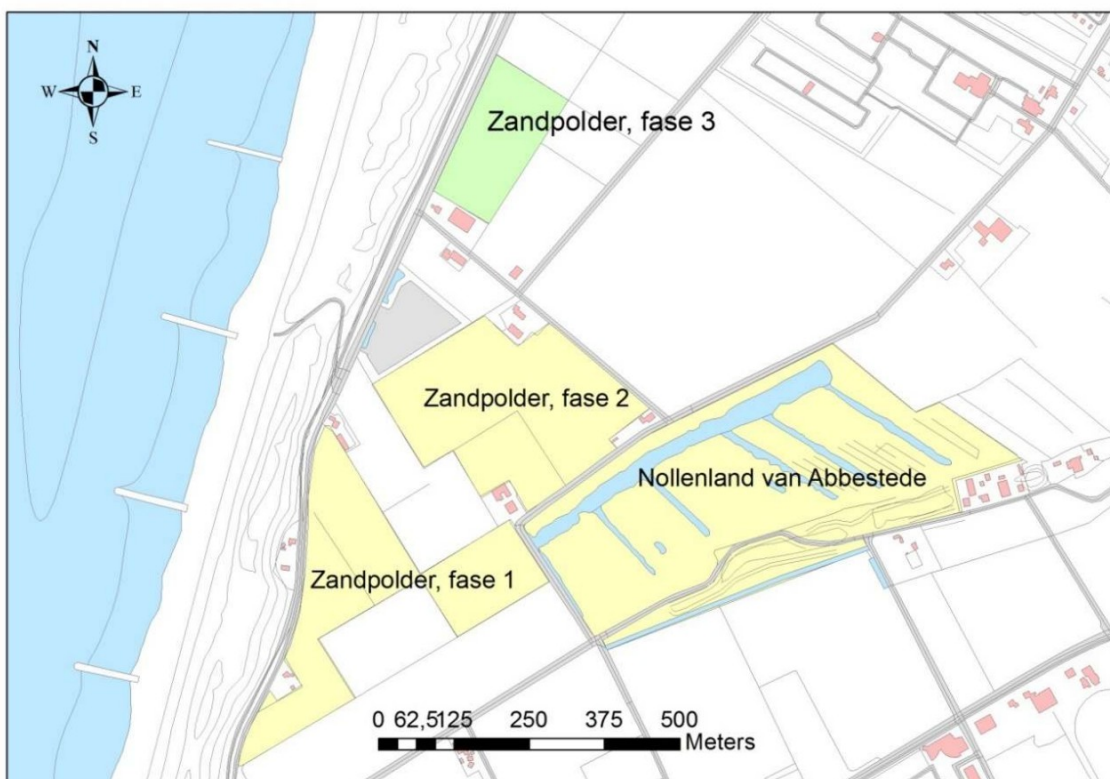 N
W E
S
Zandpolder, fase 3
Zandpolder, fase 2
Nollenland van Abbestede
Zandpolder, fase 1
0 62,5125 250 375 500
Meters